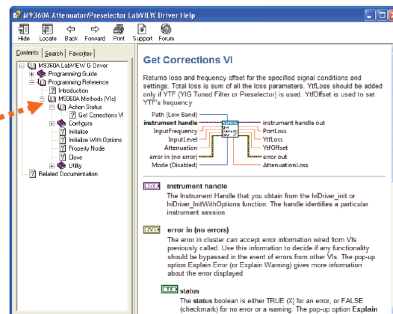 M9360A Attenuator/Preselector LabVIEW Driver Help
Hide Locate Back Forward Print Support Forum
Contents Search Favorites
M9360A LabVIEW G Driver
Programming Guide
Programming Reference
Introduction
M9360A Methods (VIs)
Action Status
Get Corrections VI
Configure
Initialize
Initialize With Options
Property Node
Close
Utility
Related Documentation
Get Corrections VI
Returns loss and frequency offset for the specified signal conditions and
settings. Total loss is sum of all the loss parameters. YtfLoss should be added
only if YTF (YIG Tuned Filter or Preselector) is used. YtfOffset is used to set
YTF's frequency
Path (Low Band)
instrument handle
InputFrequency
InputLevel
Attenuation
error in (no error)
Mode (Disabled)
instrument handle out
PortLoss
YtfLoss
YtfOffset
error out
AttenuationLoss
instrument handle
The Instrument Handle that you obtain from the IviDriver_init or
IviDriver_InitWithOptions function. The handle identifies a particular
instrument session
error in (no errors)
The error in cluster can accept error information wired from VIs
previously called. Use this information to decide if any functionality
should be bypassed in the event of errors from other VIs. The pop-up
option Explain Error (or Explain Warning) gives more information
about the error displayed
status
The status boolean is either TRUE (X) for an error, or FALSE
(checkmark) for no error or a warning. The pop-up option Explain